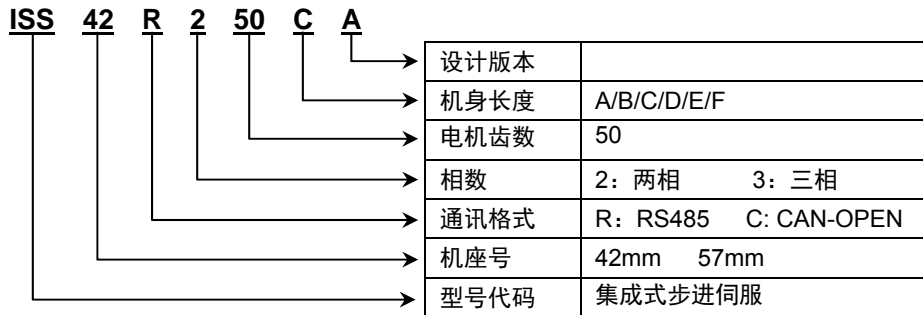 ISS 42 R 2 50 C A
设计版本
机身长度 A/B/C/D/E/F
电机齿数 50
相数 2：两相 3：三相
通讯格式 R：RS485 C: CAN-OPEN
机座号 42mm 57mm
型号代码 集成式步进伺服